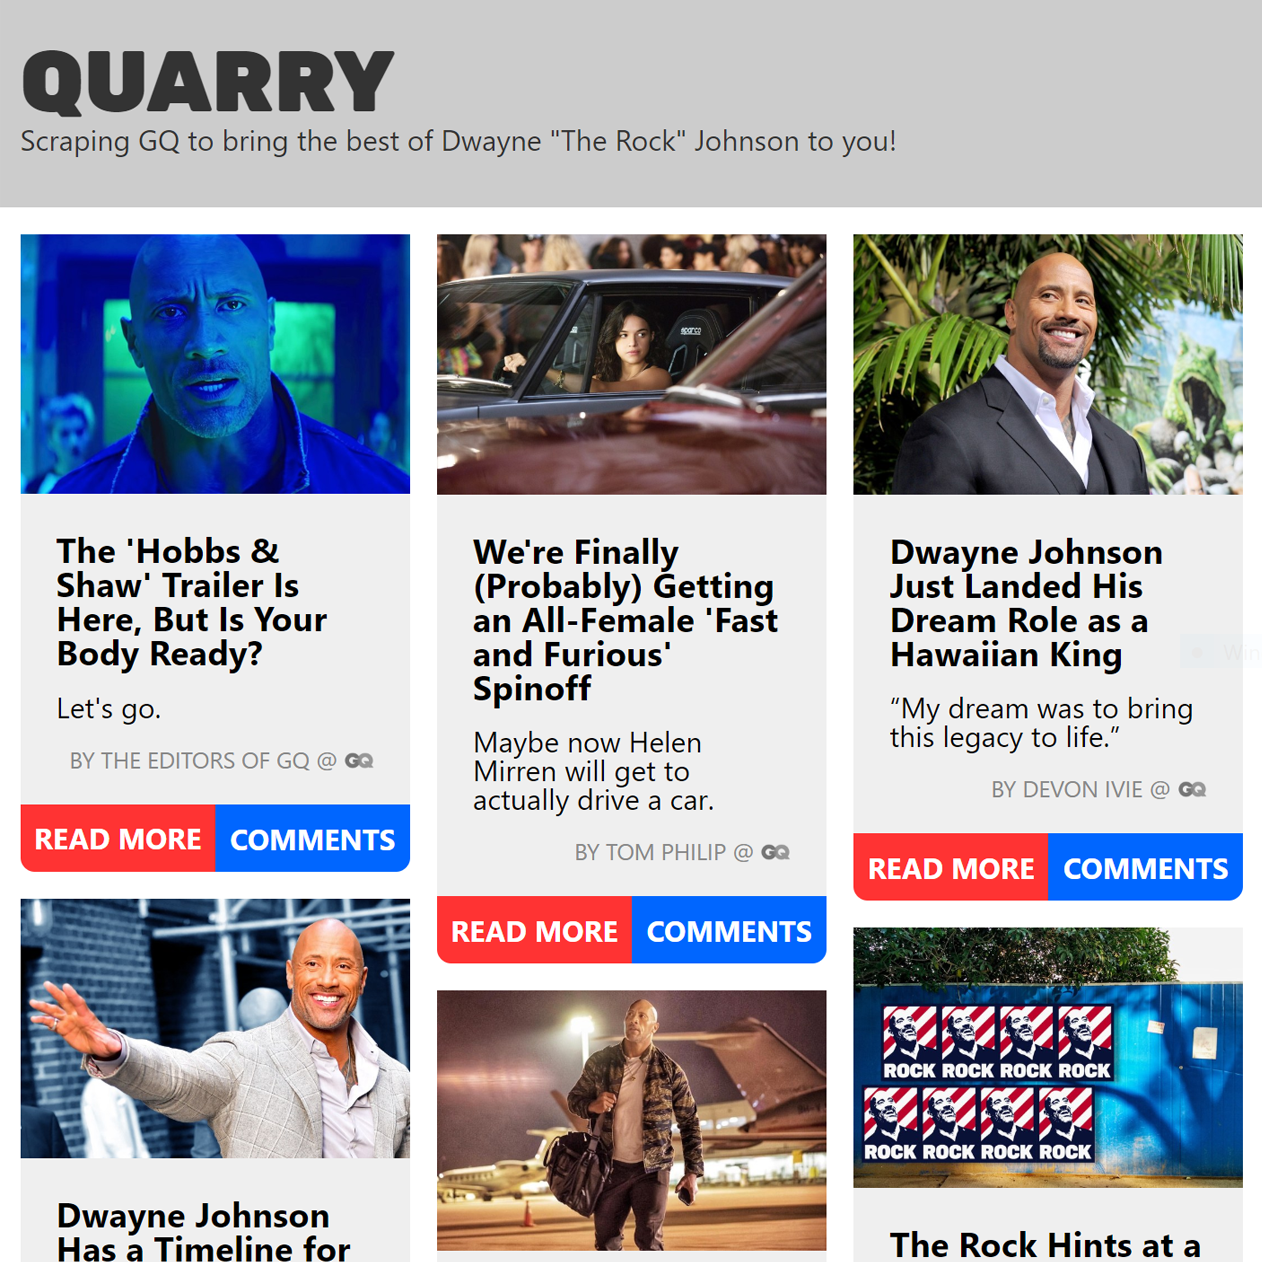 QUARRY
Scraping GQ to bring the best of Dwayne "The Rock" Johnson to you!
The 'Hobbs &
Shaw' Trailer Is
Here, But Is Your
Body Ready?
Let's go.
BY THE EDITORS OF GQ @ GQ
READ MORE
COMMENTS
sparco
We're Finally
(Probably) Getting
an All-Female 'Fast
and Furious'
Spinoff
Maybe now Helen
Mirren will get to
actually drive a car.
BY TOM PHILIP @ GQ
READ MORE
COMMENTS
Dwayne Johnson
Just Landed His
Dream Role as a
Hawaiian King
“My dream was to bring
this legacy to life.”
BY DEVON IVIE @ GQ
READ MORE
COMMENTS
Win
Dwayne Johnson
Has a Timeline for
ROCK ROCK ROCK ROCK
ROCK ROCK ROCK ROCK
The Rock Hints at a